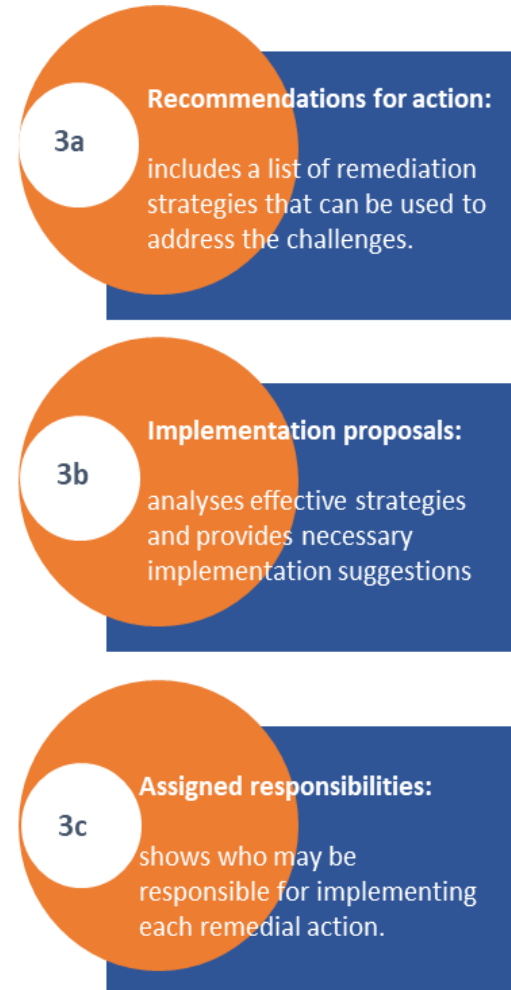 3a
Recommendations for action:
includes a list of remediation
strategies that can be used to
address the challenges.
3b
Implementation proposals:
analyses effective strategies
and provides necessary
implementation suggestions
3c
Assigned responsibilities:
shows who may be
responsible for implementing
each remedial action.